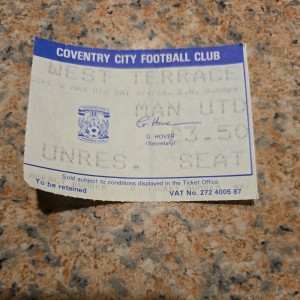 COVENTRY CITY FOOTBALL CLUB
WEST TERRACE
MAN UTD
G. Hover
3.50
G. HOVER
(Secretary)
UNRES. SEAT
Sold subject to conditions displayed in the Ticket Office
To be retained
VAT No. 272 4005 87